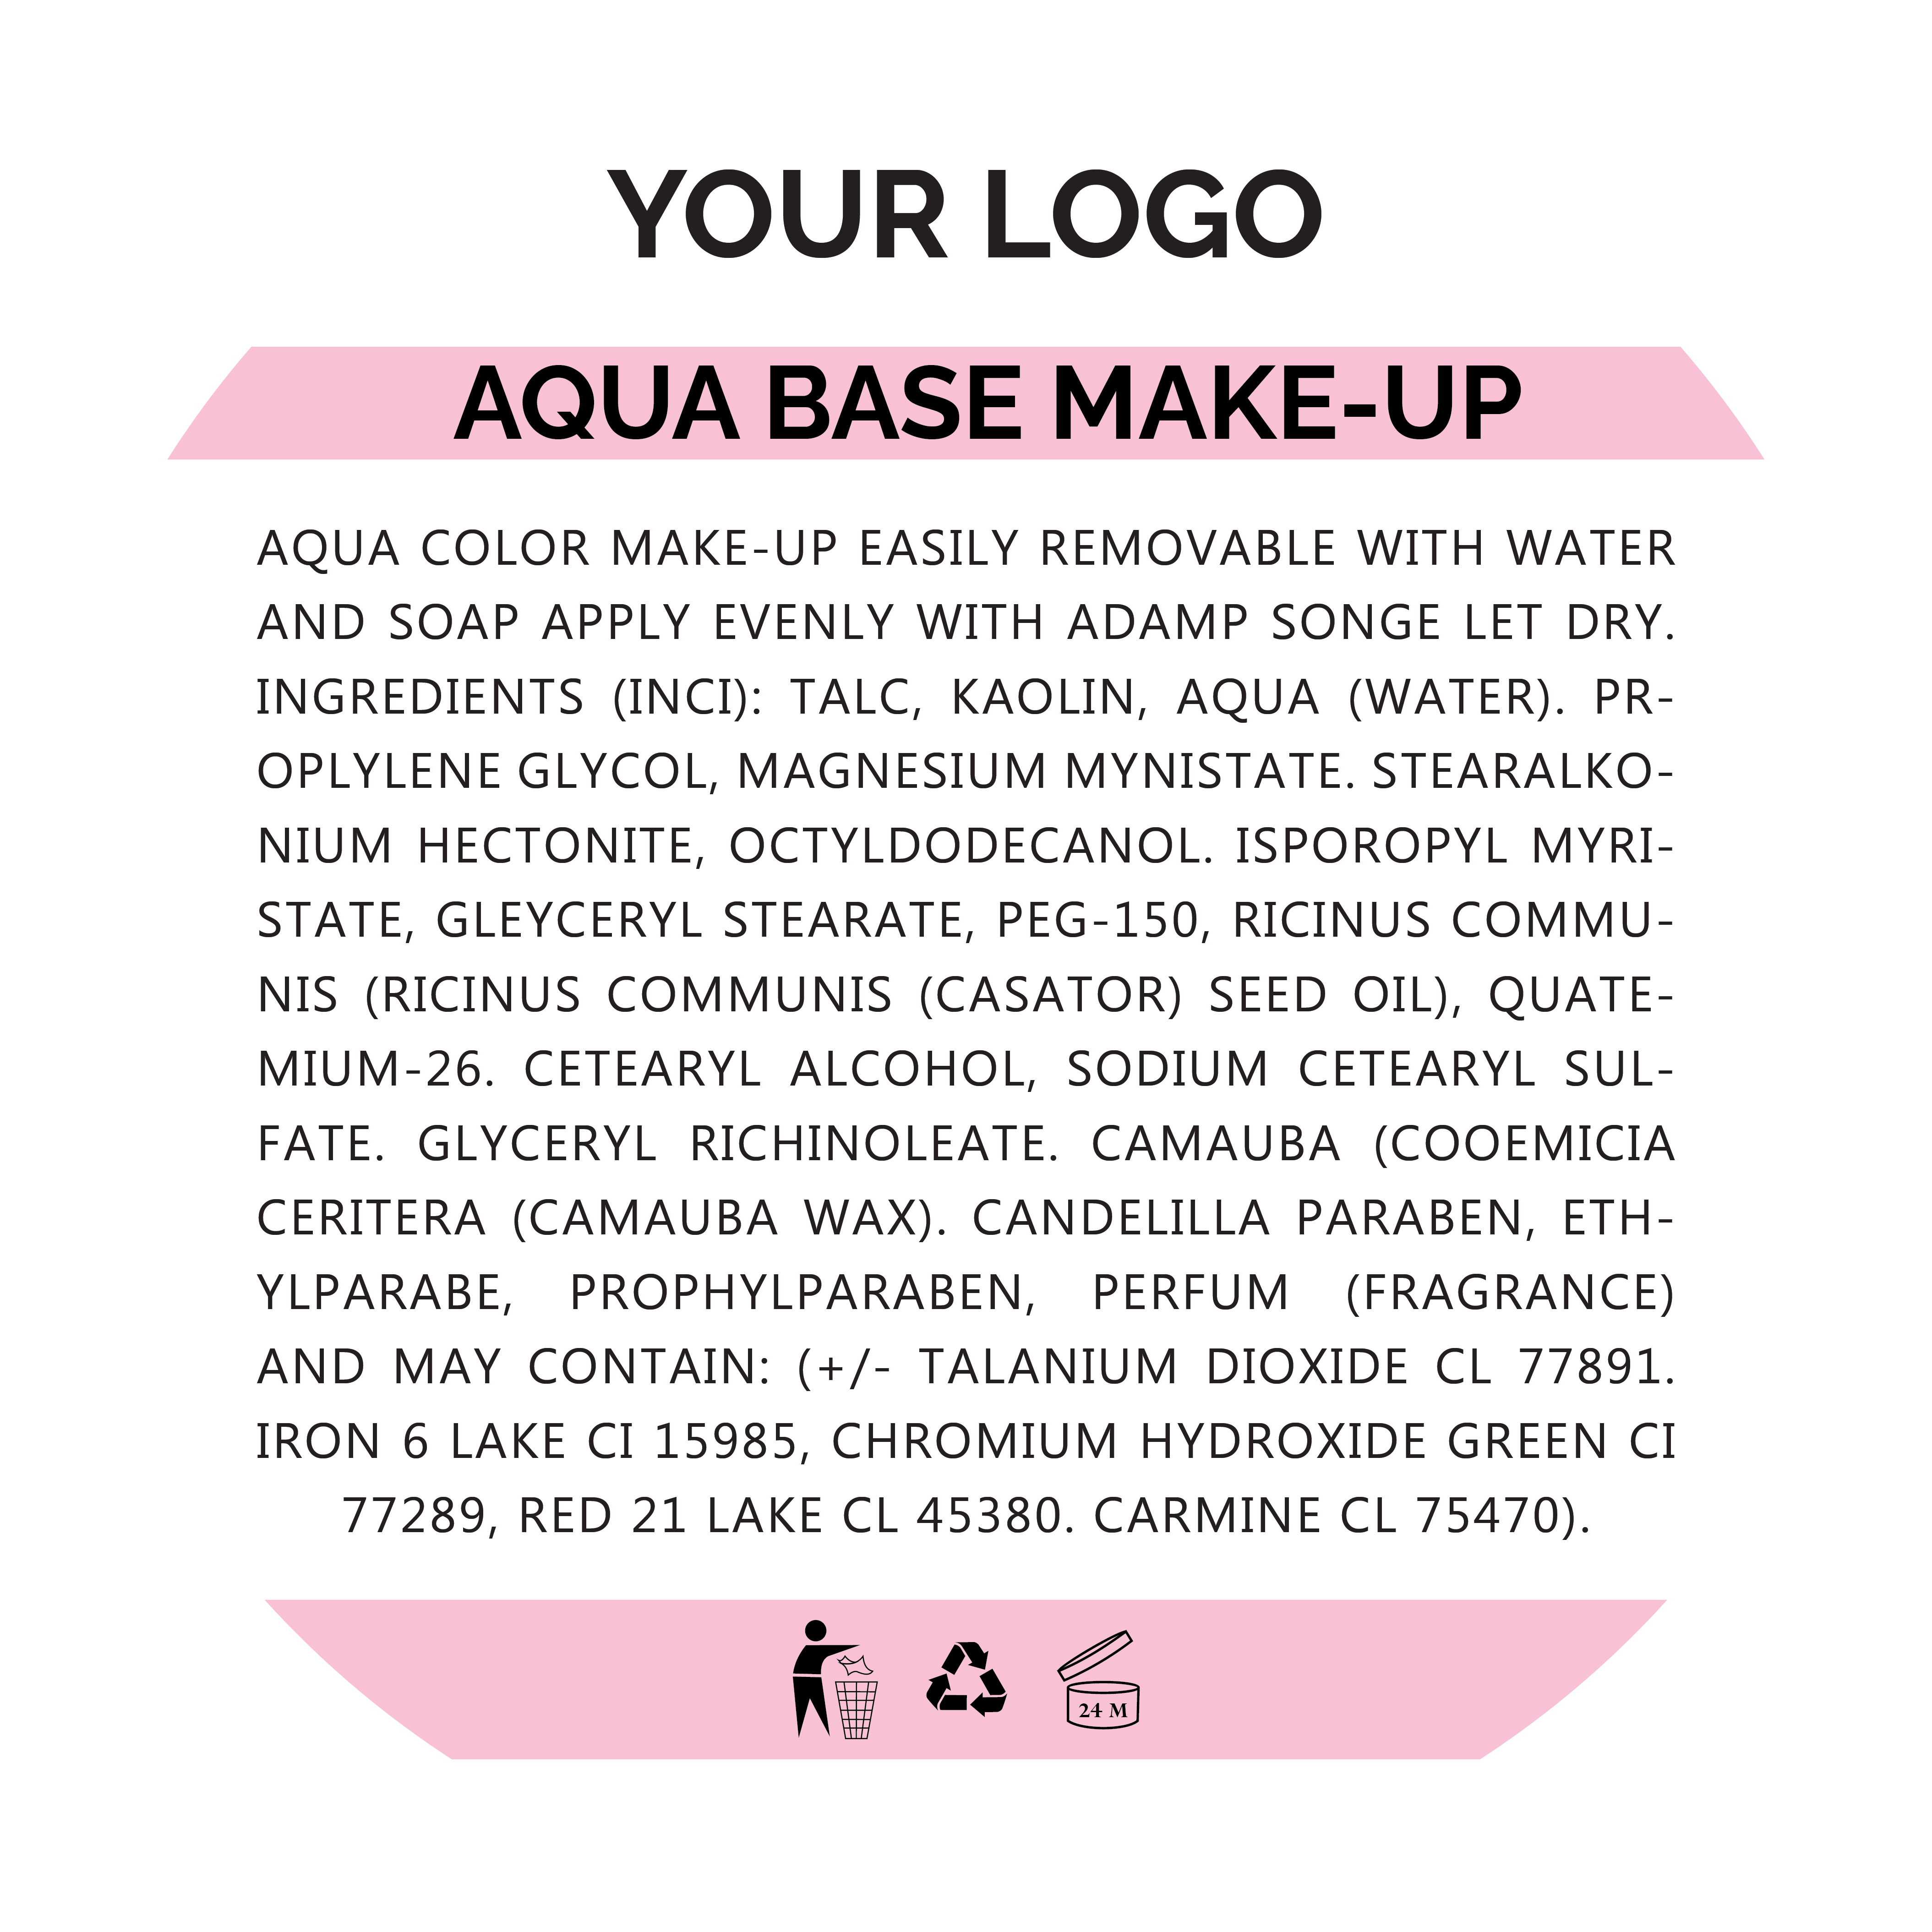 YOUR LOGO
AQUA BASE MAKE-UP
AQUA COLOR MAKE-UP EASILY REMOVABLE WITH WATER
AND SOAP APPLY EVENLY WITH ADAMP SONGE LET DRY.
INGREDIENTS (INCI): TALC, KAOLIN, AQUA (WATER). PR-
OPLYLENE GLYCOL, MAGNESIUM MYNISTATE. STEARALKO-
NIUM HECTONITE, OCTYLDODECANOL. ISPOROPYL MYRI-
STATE, GLEYCERYL STEARATE, PEG-150, RICINUS COMMU-
NIS (RICINUS COMMUNIS (CASATOR) SEED OIL), QUATE-
MIUM-26. CETEARYL ALCOHOL, SODIUM CETEARYL SUL-
FATE. GLYCERYL RICHINOLEATE. CAMAUBA (COOEMICIA
CERITERA (CAMAUBA WAX). CANDELILLA PARABEN, ETH-
YLPARABE, PROPHYLPARABEN, PERFUM (FRAGRANCE)
AND MAY CONTAIN: (+/- TALANIUM DIOXIDE CL 77891.
IRON 6 LAKE CI 15985, CHROMIUM HYDROXIDE GREEN CI
77289, RED 21 LAKE CL 45380. CARMINE CL 75470).
24 M